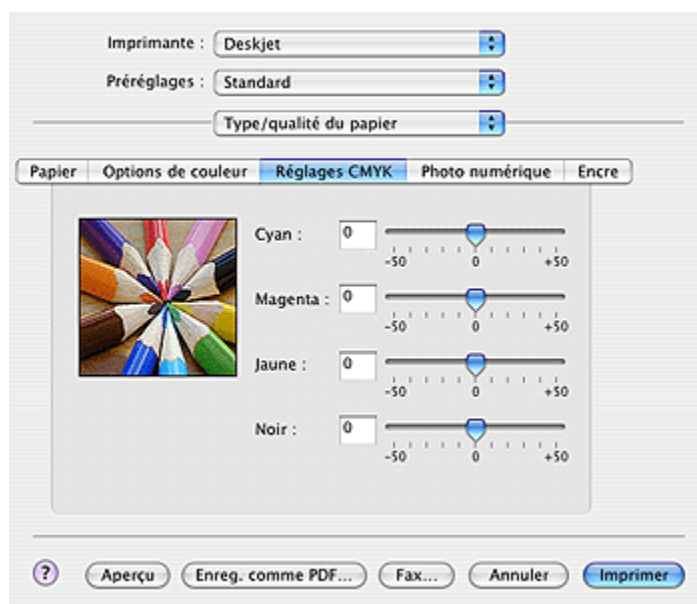 Imprimante : Deskjet
Préréglages : Standard
Type/qualité du papier
Papier Options de couleur Réglages CMYK Photo numérique Encre
Cyan : 0
-50 0 +50
Magenta : 0
-50 0 +50
Jaune : 0
-50 0 +50
Noir : 0
-50 0 +50
? Aperçu Enreg. comme PDF... Fax... Annuler Imprimer